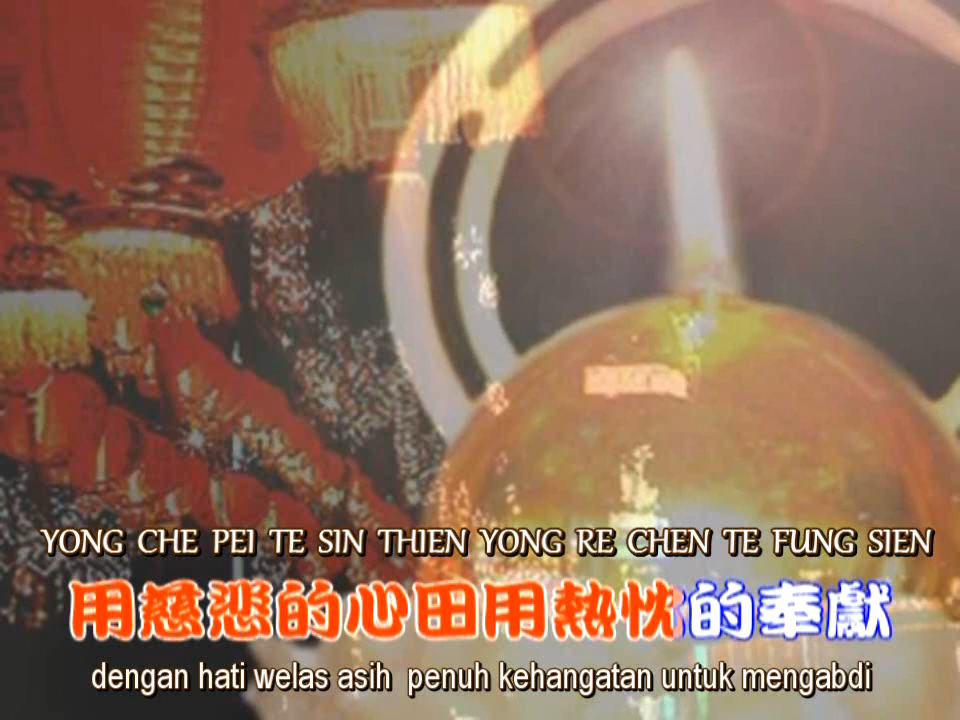 YONG CHE PEI TE SIN THIEN YONG RE CHEN TE FUNG SIEN
用慈悲的心田用熱忱的奉獻
dengan hati welas asih penuh kehangatan untuk mengabdi